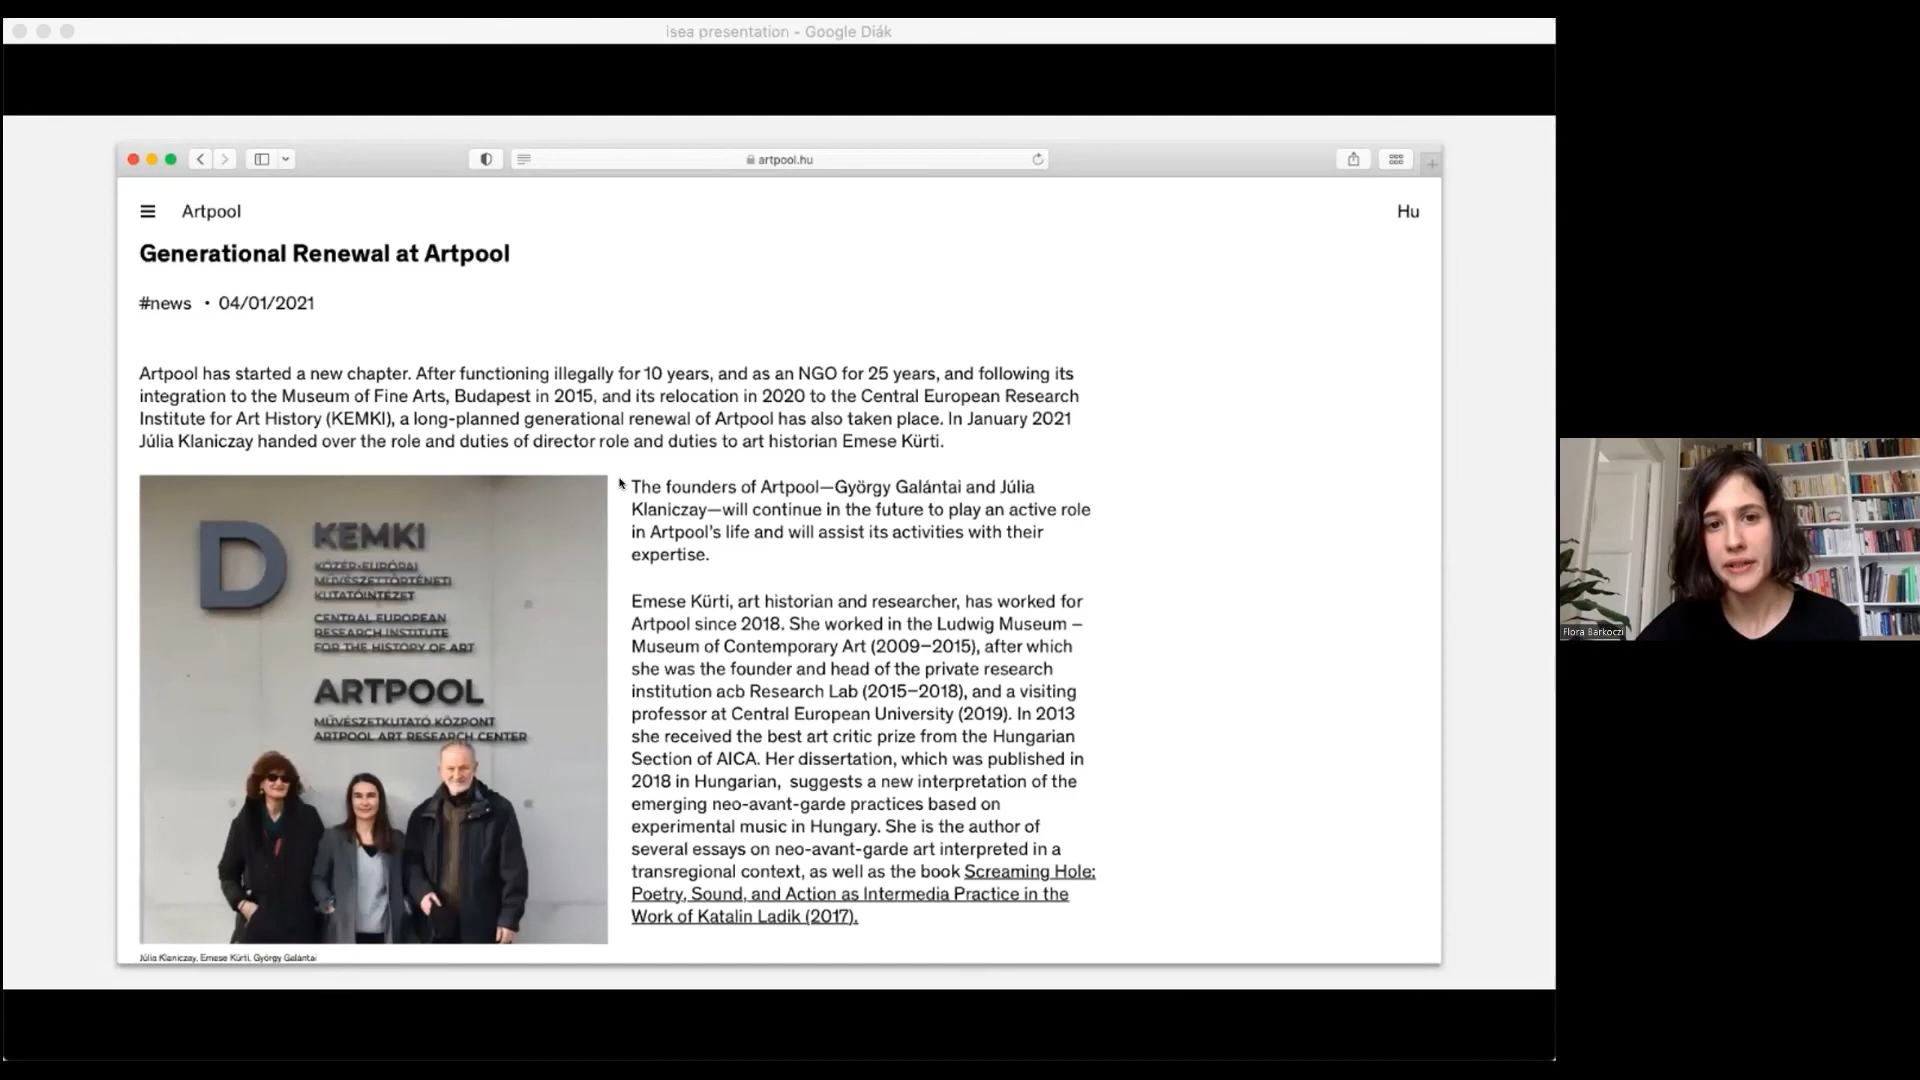 isea presentation - Google Diák
artpool.hu
Artpool
Hu
Generational Renewal at Artpool
#news • 04/01/2021
Artpool has started a new chapter. After functioning illegally for 10 years, and as an NGO for 25 years, and following its
integration to the Museum of Fine Arts, Budapest in 2015, and its relocation in 2020 to the Central European Research
Institute for Art History (KEMKI), a long-planned generational renewal of Artpool has also taken place. In January 2021
Júlia Klaniczay handed over the role and duties of director role and duties to art historian Emese Kürti.
D
KEMKI
KÖZÉP-EURÓPAI
MŰVÉSZETTÖRTÉNETI
KUTATÓINTÉZET
CENTRAL EUROPEAN
RESEARCH INSTITUTE
FOR THE HISTORY OF ART
ARTPOOL
MŰVÉSZETKUTATÓ KÖZPONT
ARTPOOL ART RESEARCH CENTER
Júlia Klaniczay, Emese Kürti, György Galántai
The founders of Artpool—György Galántai and Júlia
Klaniczay—will continue in the future to play an active role
in Artpool's life and will assist its activities with their
expertise.
Emese Kürti, art historian and researcher, has worked for
Artpool since 2018. She worked in the Ludwig Museum –
Museum of Contemporary Art (2009–2015), after which
she was the founder and head of the private research
institution acb Research Lab (2015–2018), and a visiting
professor at Central European University (2019). In 2013
she received the best art critic prize from the Hungarian
Section of AICA. Her dissertation, which was published in
2018 in Hungarian, suggests a new interpretation of the
emerging neo-avant-garde practices based on
experimental music in Hungary. She is the author of
several essays on neo-avant-garde art interpreted in a
transregional context, as well as the book Screaming Hole:
Poetry, Sound, and Action as Intermedia Practice in the
Work of Katalin Ladik (2017).
Flora Barkoczi